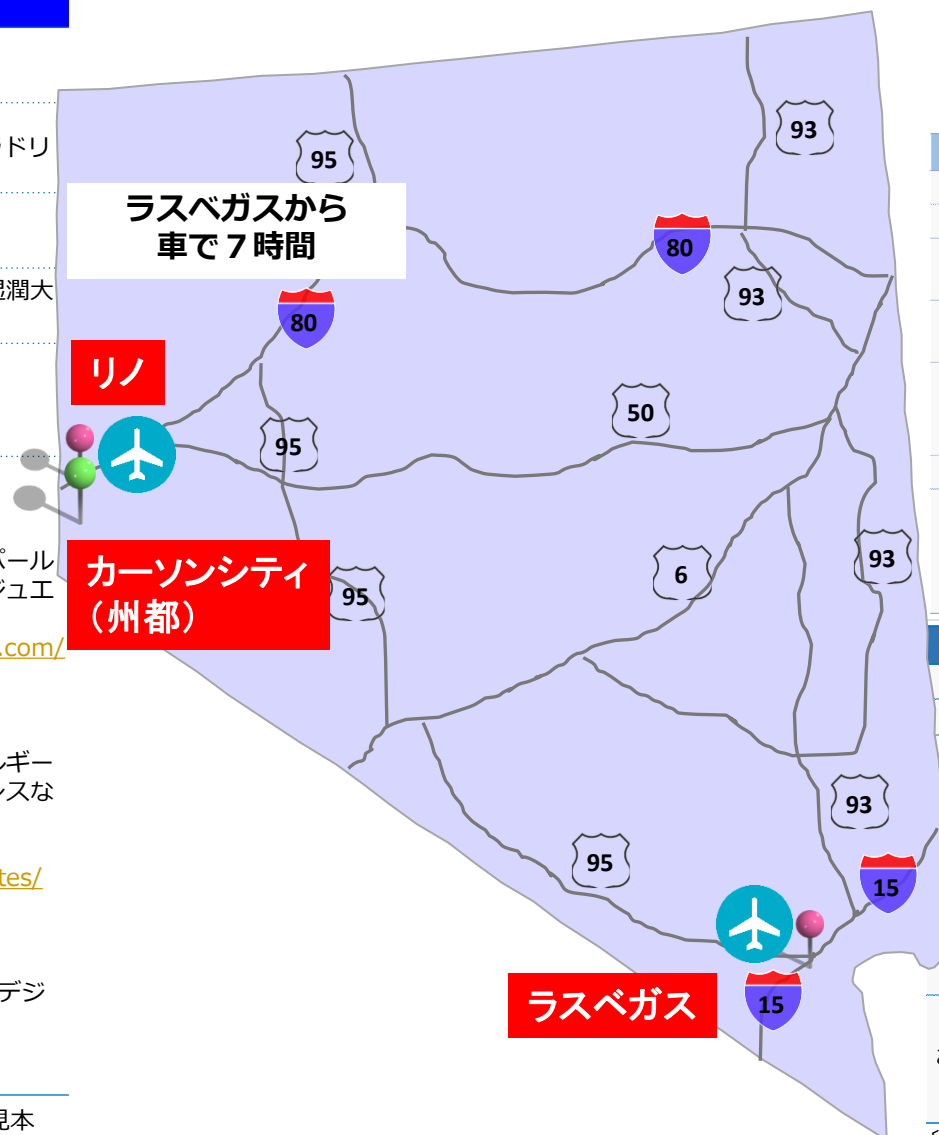 ドリ
湿潤大
パール
ジュエ
.com/
ルギー
レスな
tes/
デジ
見本
93
95
ラスベガスから
車で７時間
80
93
80
リノ
50
95
93
6
カーソンシティ
（州都）
95
93
95
15
ラスベガス
15